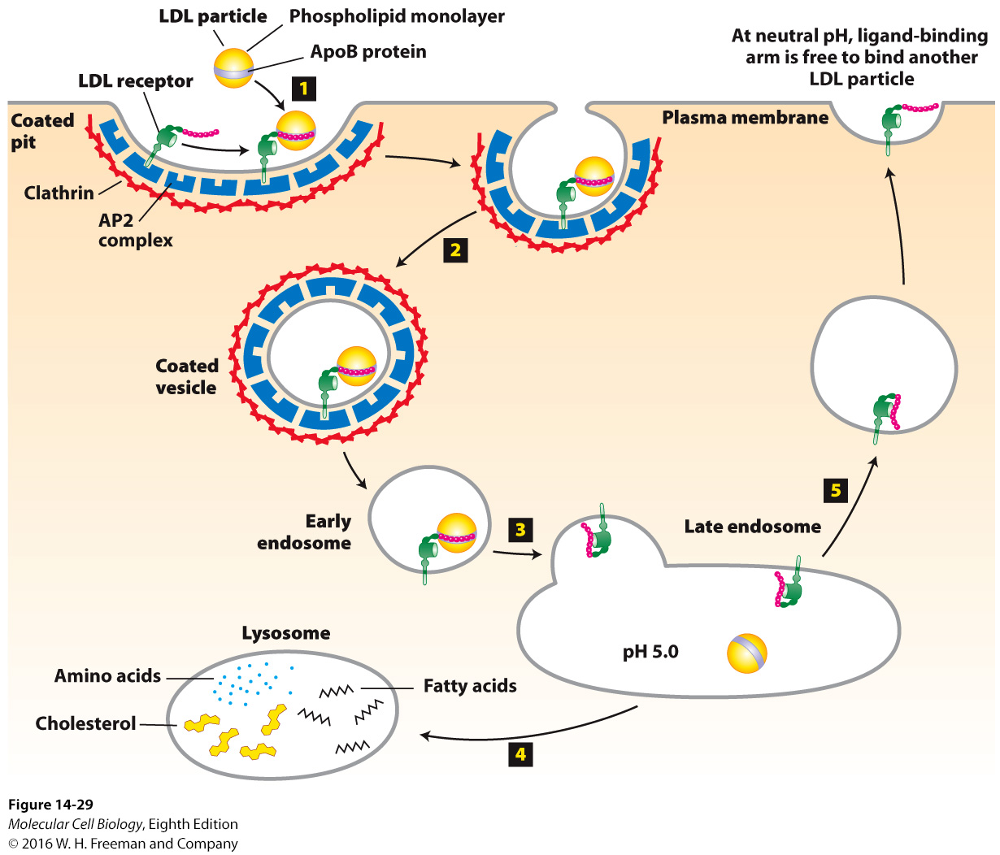 LDL particle
Phospholipid monolayer
ApoB protein
LDL receptor
1
At neutral pH, ligand-binding
arm is free to bind another
LDL particle
Coated
pit
Plasma membrane
Clathrin
AP2
complex
2
Coated
vesicle
Early
endosome
3
5
Late endosome
Lysosome
pH 5.0
Amino acids
Fatty acids
Cholesterol
4
Figure 14-29
Molecular Cell Biology, Eighth Edition
© 2016 W. H. Freeman and Company